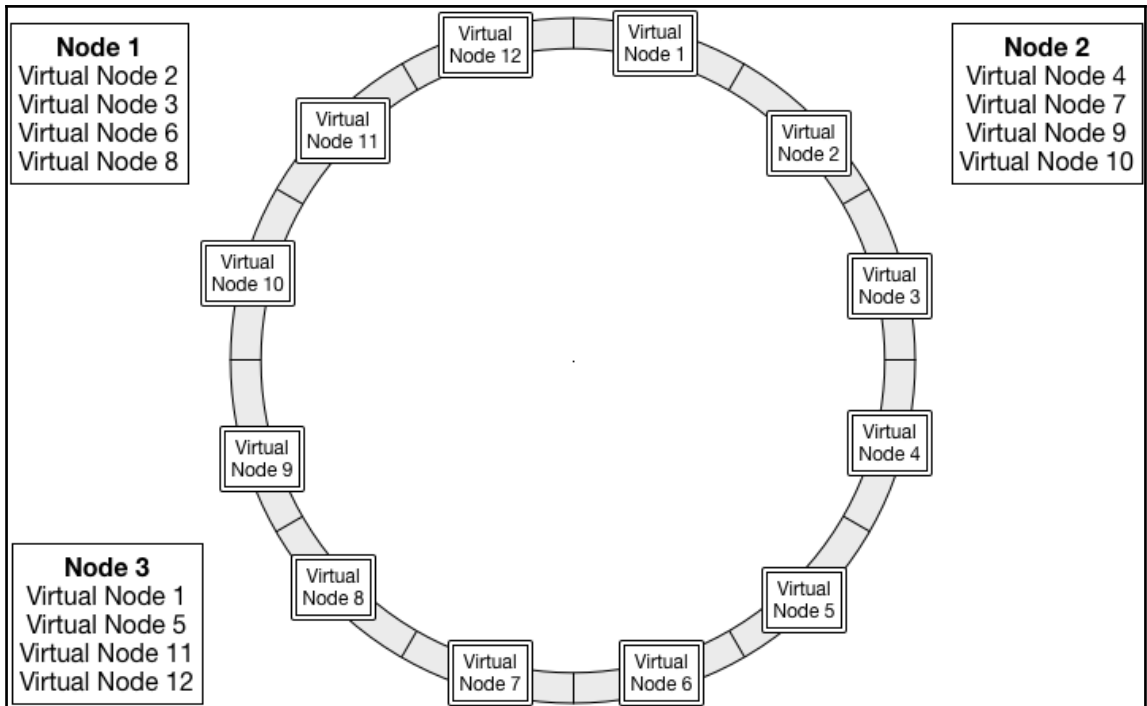 Node 1
Virtual Node 2
Virtual Node 3
Virtual Node 6
Virtual Node 8
Node 2
Virtual Node 4
Virtual Node 7
Virtual Node 9
Virtual Node 10
Node 3
Virtual Node 1
Virtual Node 5
Virtual Node 11
Virtual Node 12
Virtual
Node 12
Virtual
Node 1
Virtual
Node 11
Virtual
Node 2
Virtual
Node 10
Virtual
Node 3
Virtual
Node 9
Virtual
Node 4
Virtual
Node 8
Virtual
Node 5
Virtual
Node 7
Virtual
Node 6